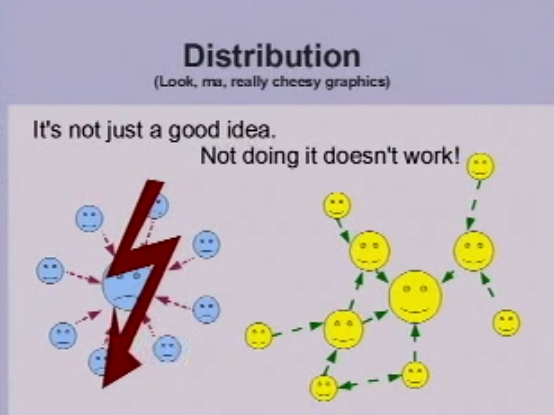 Distribution
(Look, ma, really cheesy graphics)
It's not just a good idea.
Not doing it doesn't work!